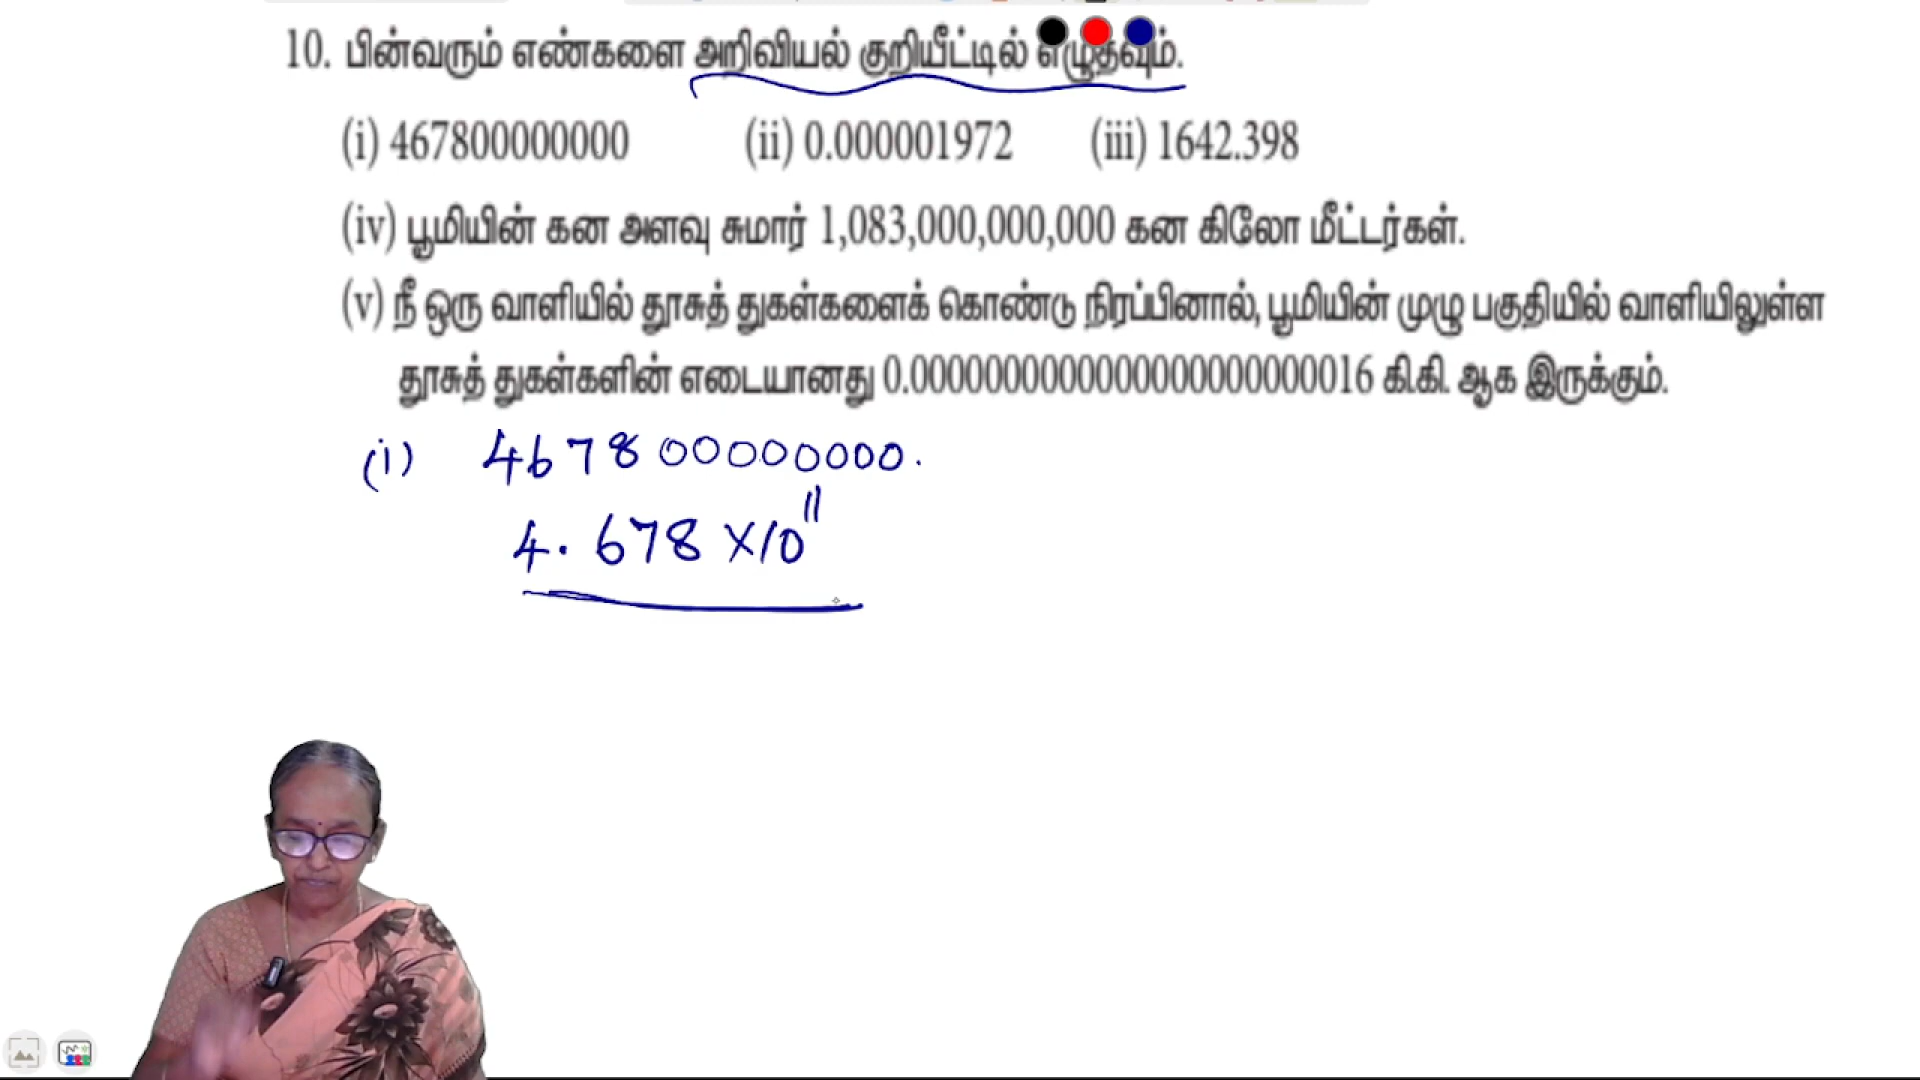 10. பின்வரும் எண்களை அறிவியல் குறியீட்டில் எழுதவும்.
(i) 467800000000 (ii) 0.000001972 (iii) 1642.398
(iv) பூமியின் கன அளவு சுமார் 1,083,000,000,000 கன கிலோ மீட்டர்கள்.
(v) நீ ஒரு வாளியில் தூசுத் துகள்களைக் கொண்டு நிரப்பினால், பூமியின் முழு பகுதியில் வாளியிலுள்ள
தூசுத் துகள்களின் எடையானது 0.0000000000000000000000016 கி.கி. ஆக இருக்கும்.
(i) 467800000000.
4.678 X10¹¹